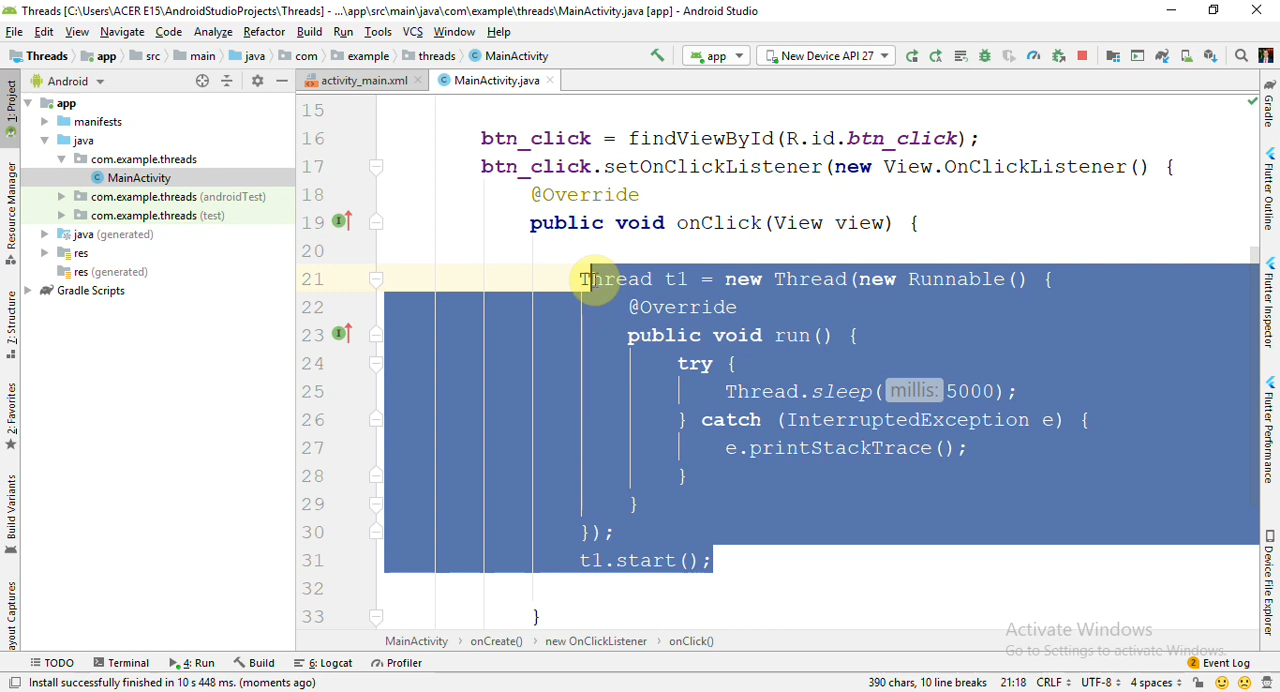 Threads [C:\Users\ACER E15\AndroidStudioProjects\Threads] - ...\app\src\main\java\com\example\threads\MainActivity.java [app] - Android Studio
File Edit View Navigate Code Analyze Refactor Build Run Tools VCS Window Help
Threads app src main java com example threads MainActivity app New Device API 27
1: Project
Resource Manager
Z: Structure
2: Favorites
Build Variants
ayout Captures
Android
app
manifests
java
com.example.threads
MainActivity
com.example.threads (androidTest)
com.example.threads (test)
java (generated)
res
res (generated)
Gradle Scripts
activity_main.xml MainActivity.java
15
16 btn_click = findViewById(R.id.btn_click);
17 btn_click.setOnClickListener(new View.OnClickListener() {
18 @Override
19 public void onClick(View view) {
20
21 Thread t1 = new Thread(new Runnable() {
22 @Override
23 public void run() {
24 try {
25 Thread.sleep( millis: 5000);
26 } catch (InterruptedException e) {
27 e.printStackTrace();
28 }
29 }
30 });
31 t1.start();
32
33 }
MainActivity › onCreate() › new OnClickListener › onClick()
Gradle
Flutter Outline
Flutter Inspector
Flutter Performance
Device File Explorer
Activate Windows
Go to Settings to activate Windows.
TODO Terminal 4: Run Build 6: Logcat Profiler 2 Event Log
Install successfully finished in 10 s 448 ms. (moments ago) 390 chars, 10 line breaks 21:18 CRLF UTF-8 4 spaces